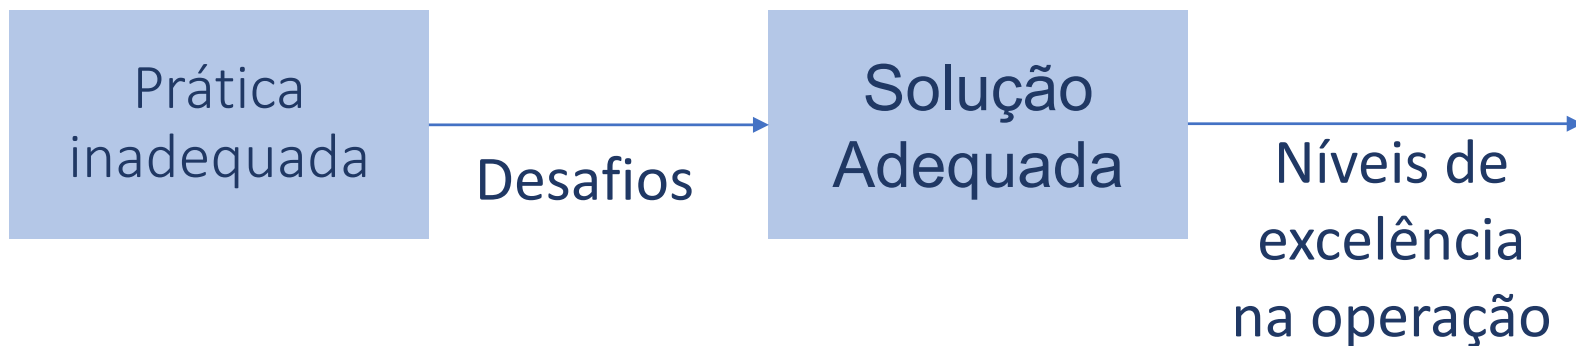 Prática
inadequada
Desafios
Solução
Adequada
Níveis de
excelência
na operação